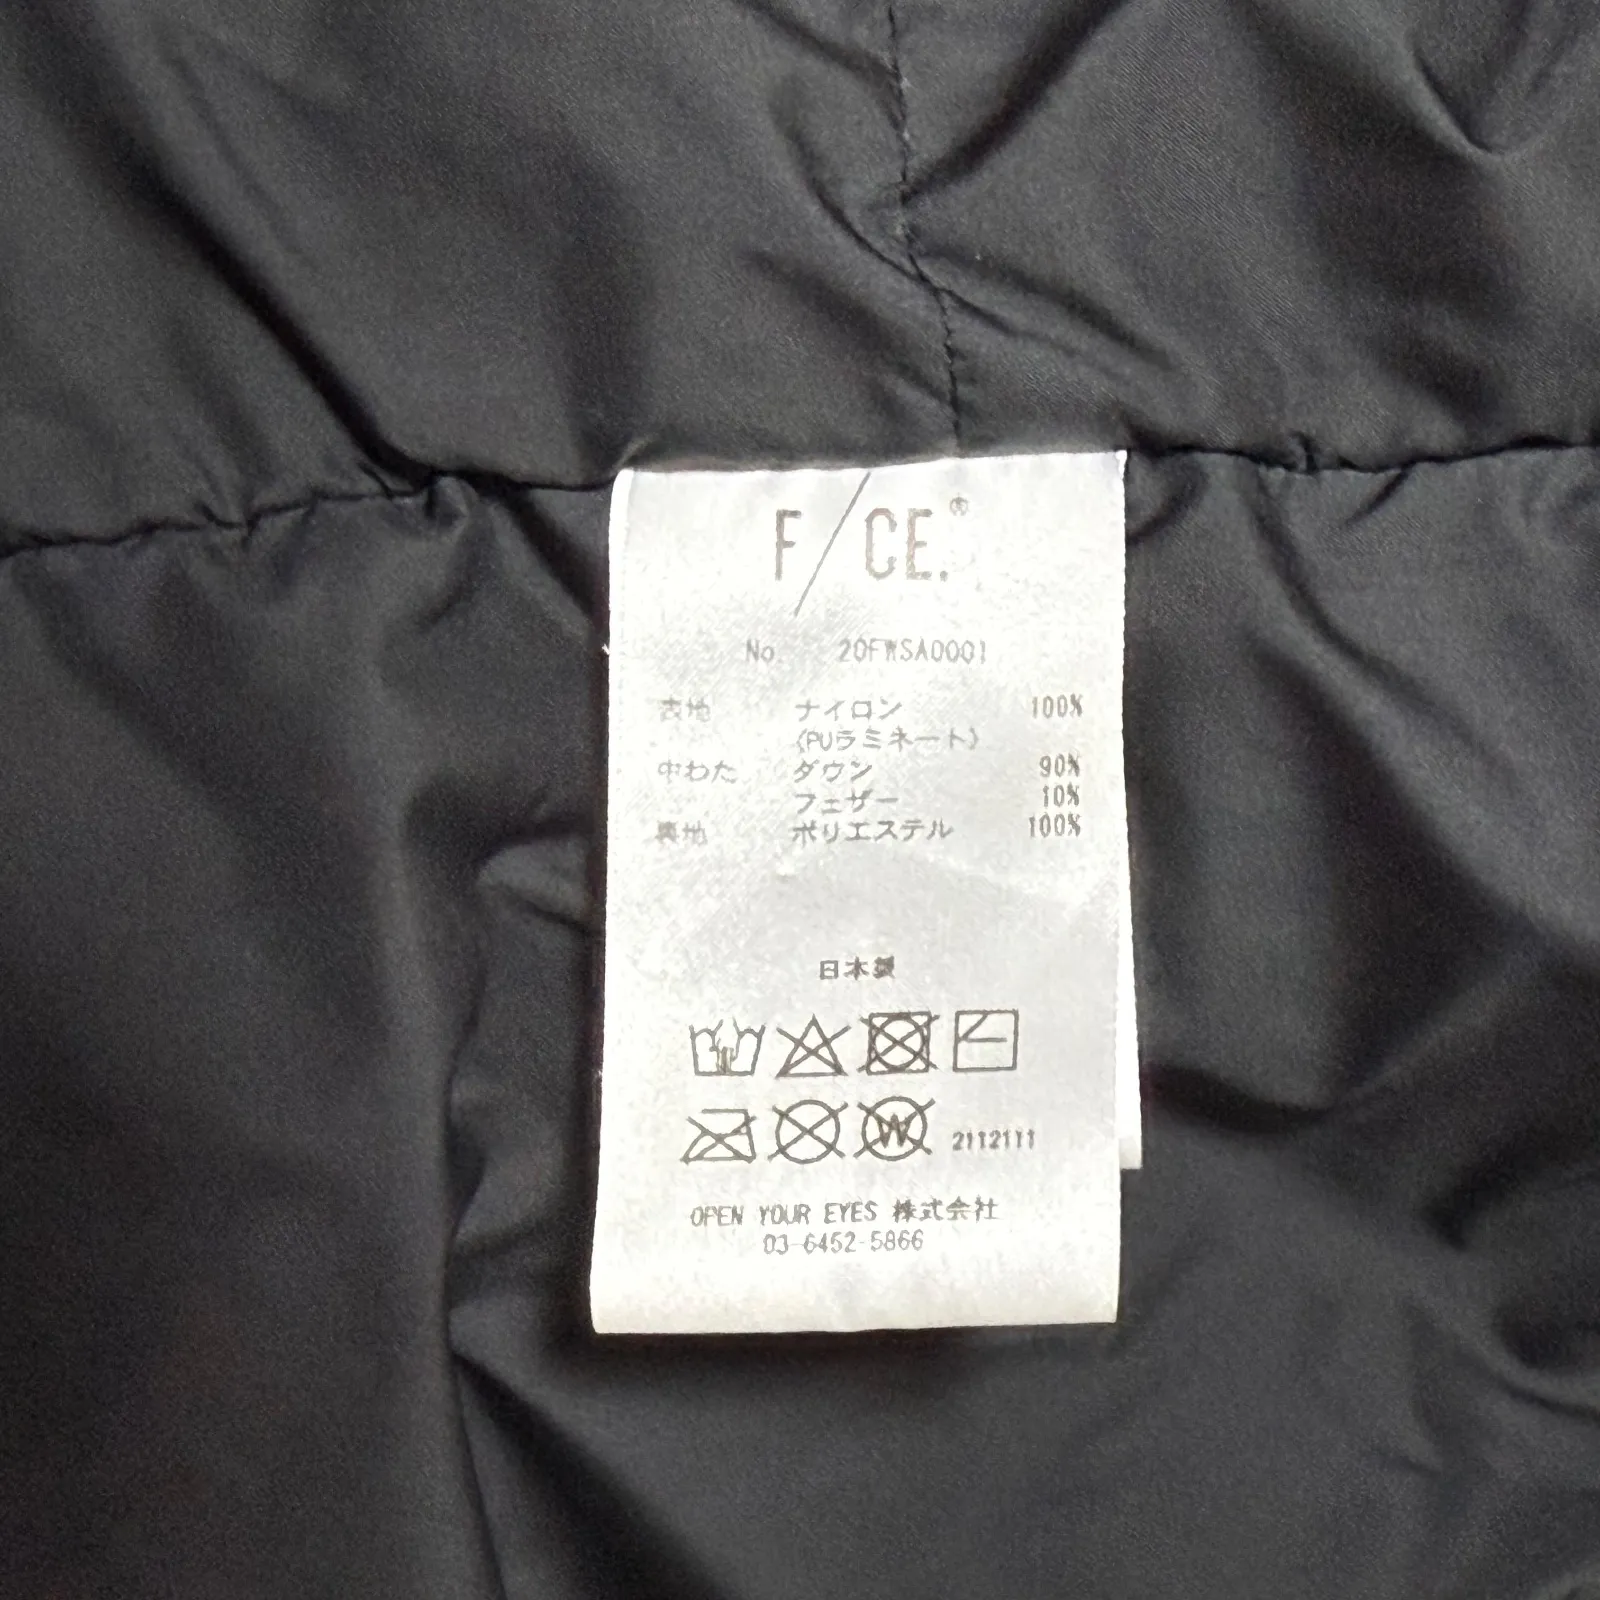 F/CE.®
No 20FWSA0001
表地 ナイロン 100%
(PUラミネート)
中わた ダウン 90%
フェザー 10%
裏地 ポリエステル 100%
日本製
W 2112111
OPEN YOUR EYES 株式会社
03-6452-5866